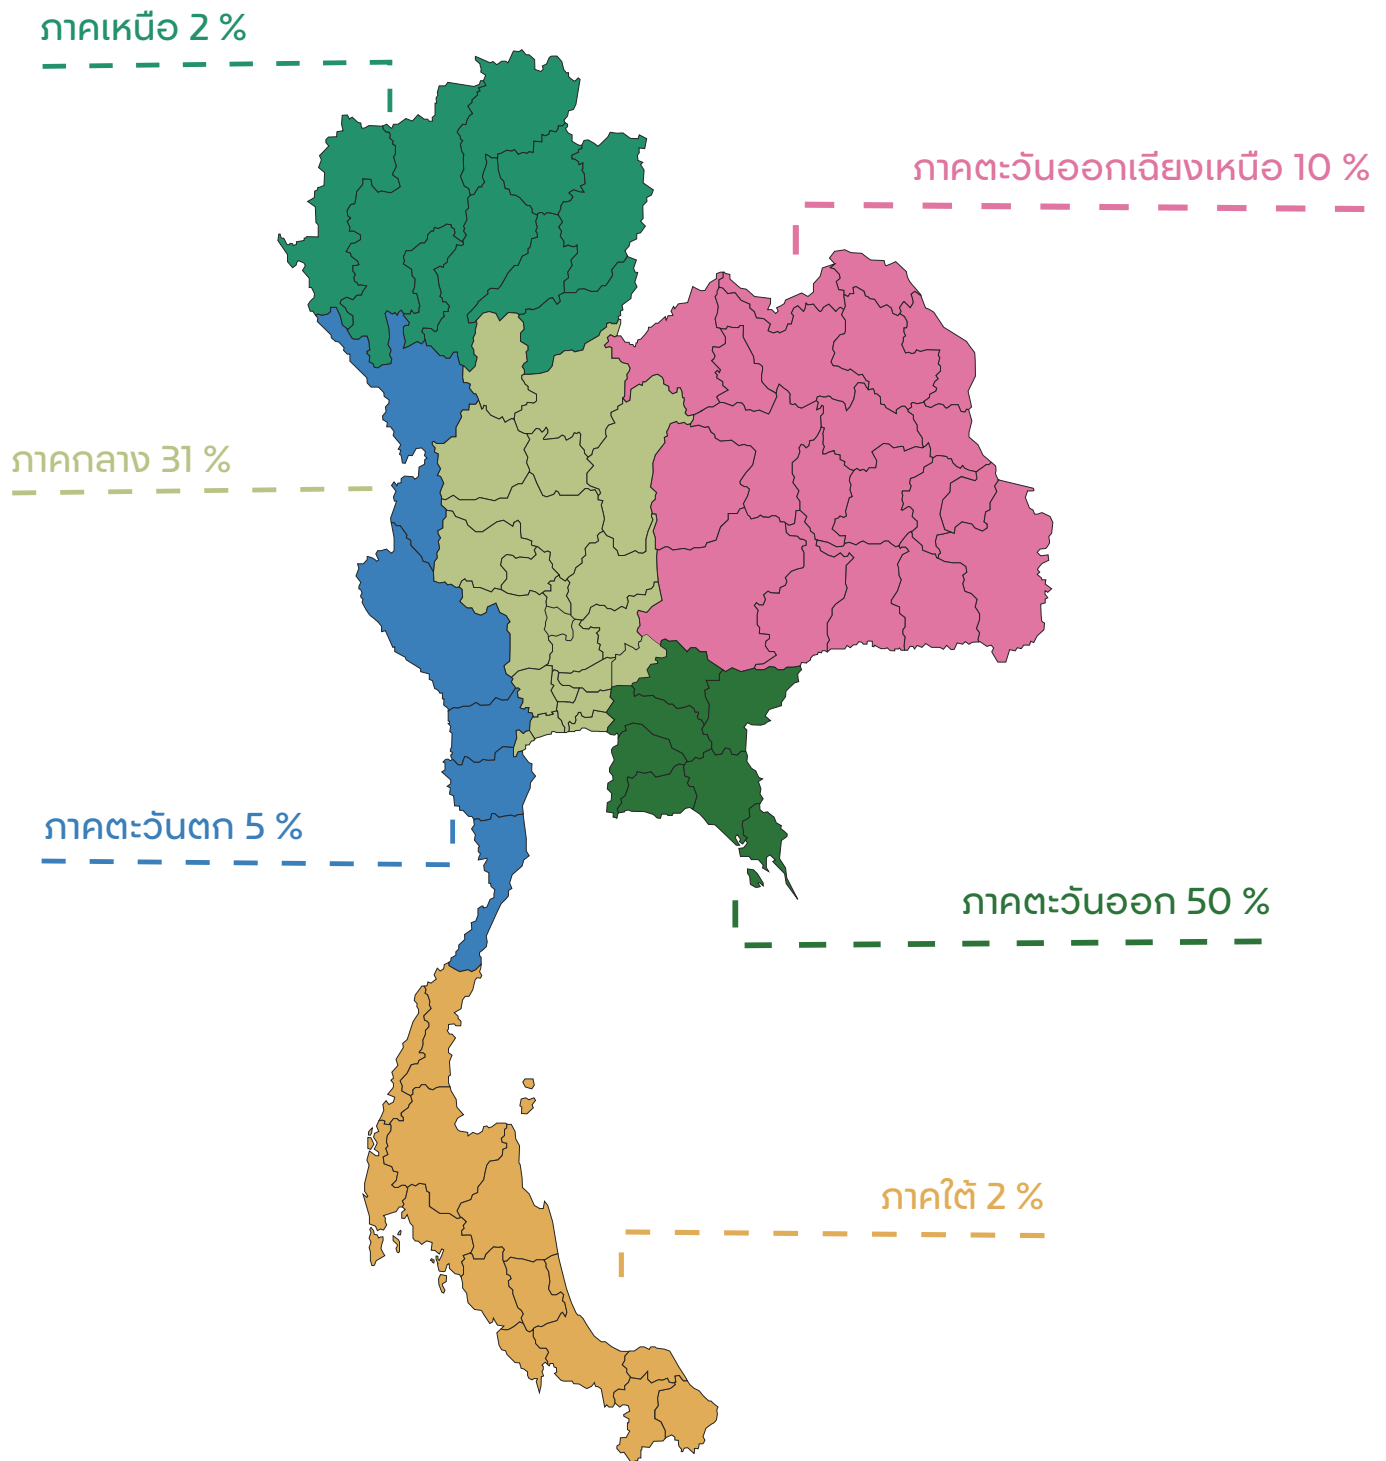 ภาคเหนือ 2 %
ภาคตะวันออกเฉียงเหนือ 10 %
ภาคกลาง 31 %
ภาคตะวันตก 5 %
ภาคตะวันออก 50 %
ภาคใต้ 2 %